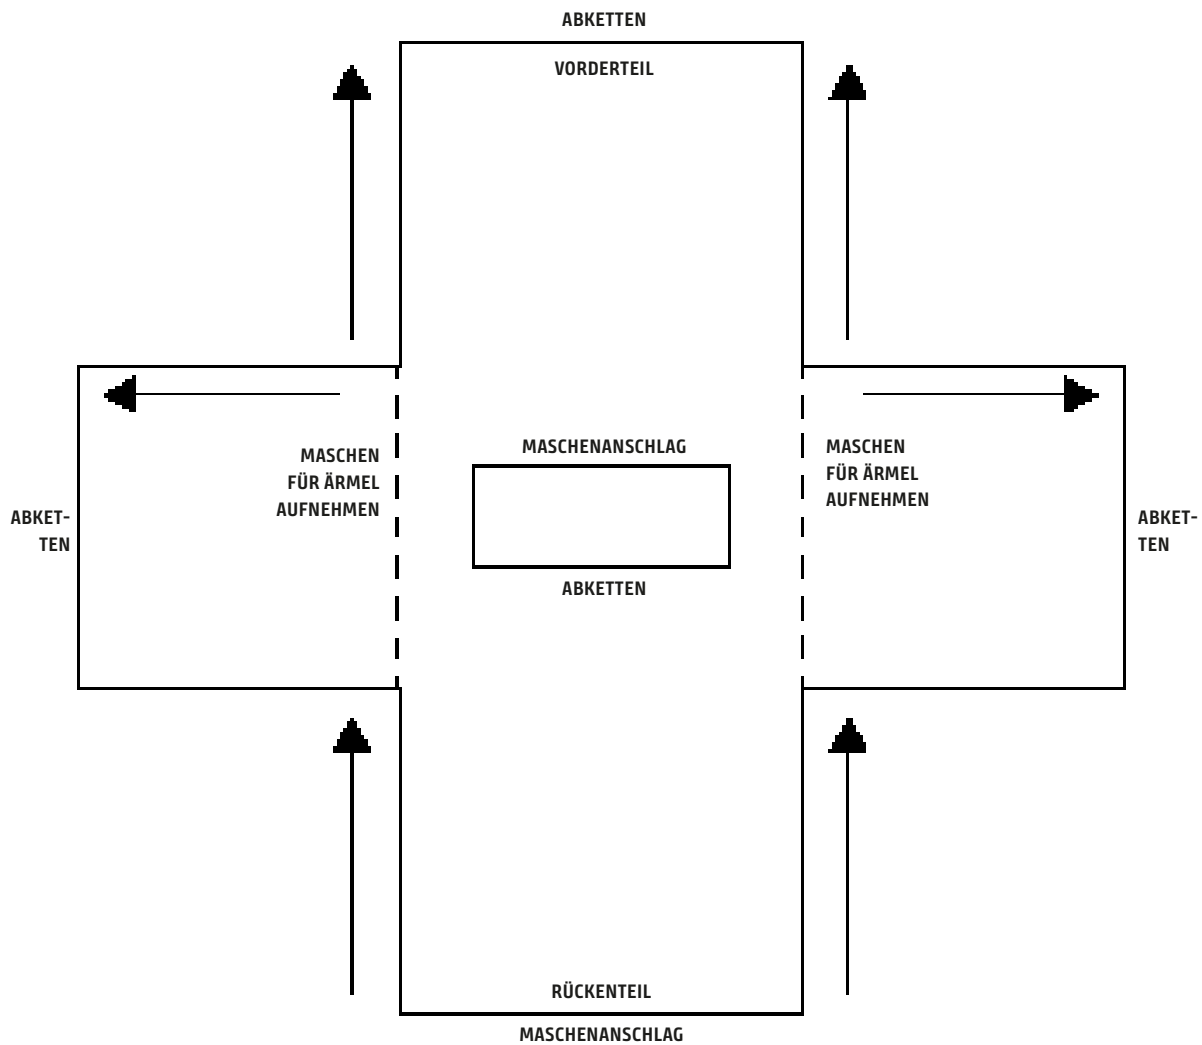 ABKETTEN
VORDERTEIL
MASCHENANSCHLAG
MASCHEN
FÜR ÄRMEL
AUFNEHMEN
MASCHEN
FÜR ÄRMEL
AUFNEHMEN
ABKET-
TEN
ABKET-
TEN
ABKETTEN
RÜCKENTEIL
MASCHENANSCHLAG